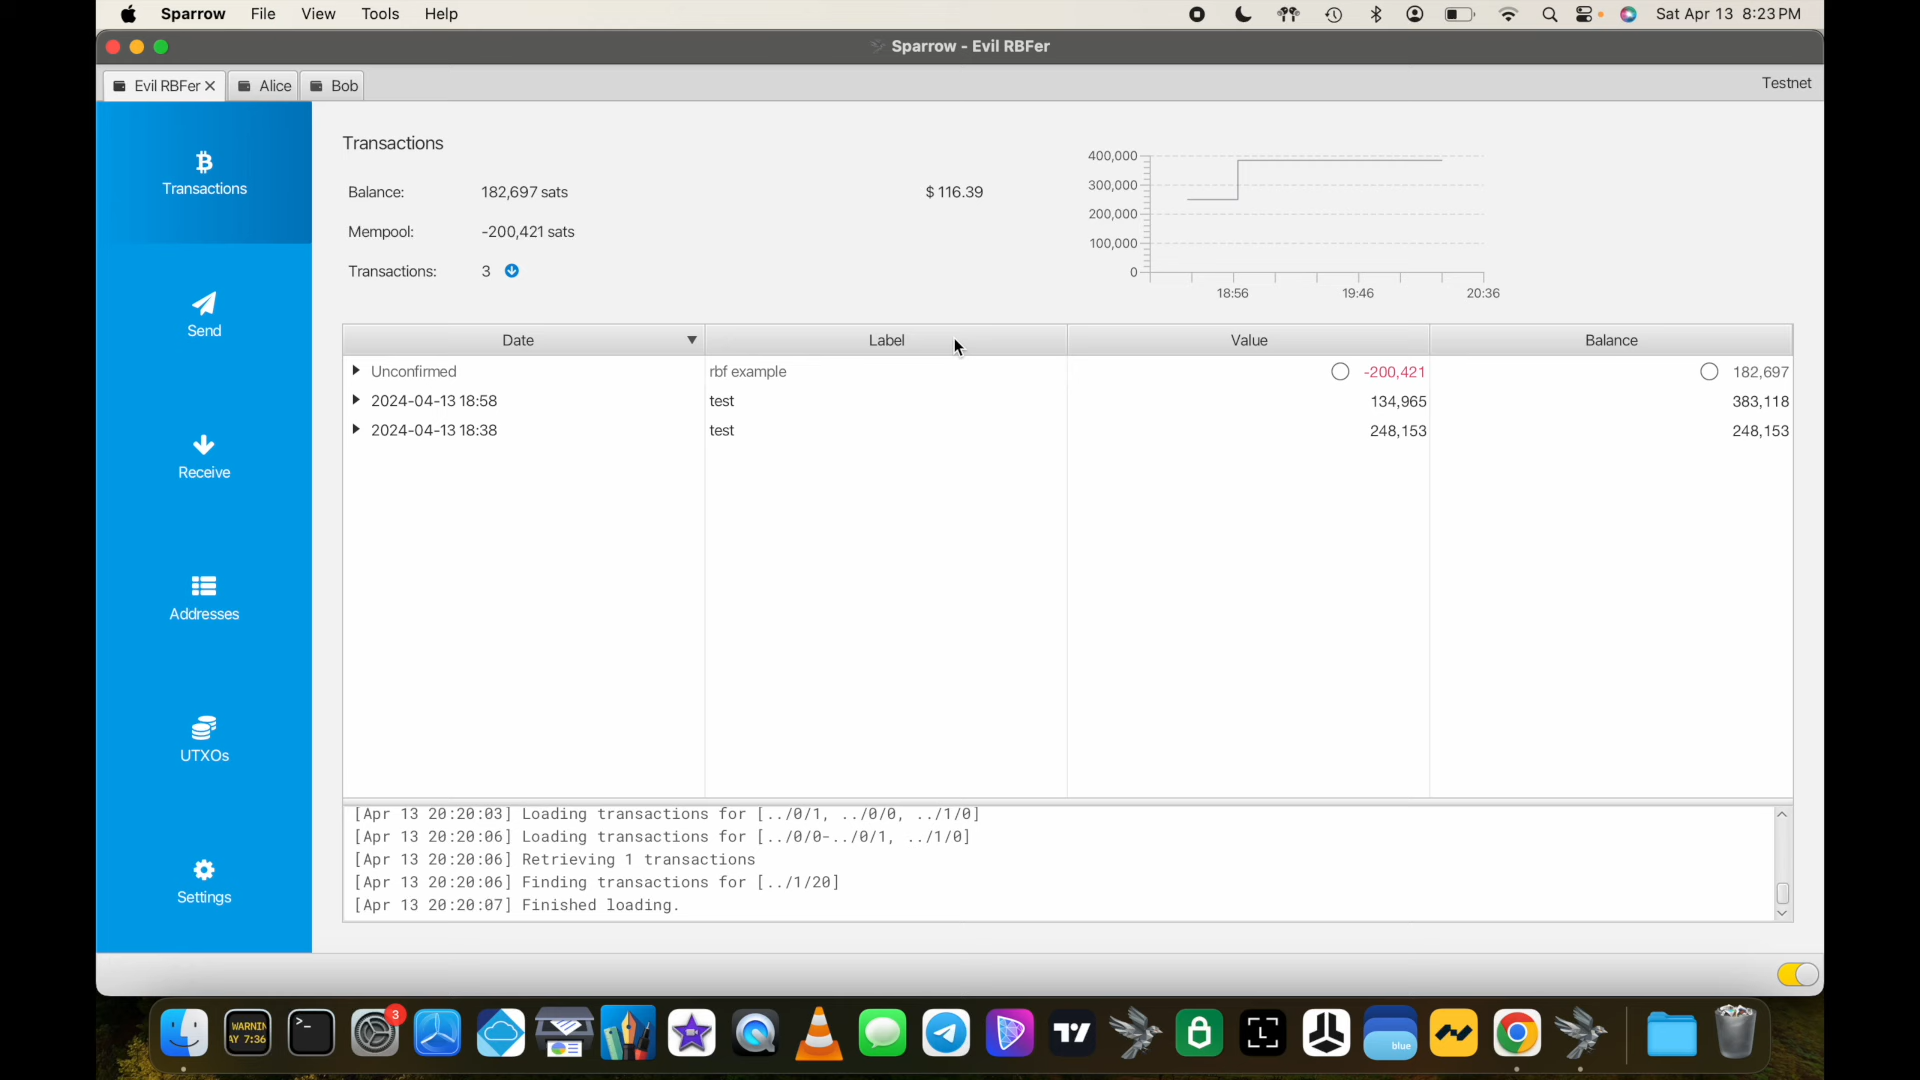 Sparrow File View Tools Help Sat Apr 13 8:23 PM
Sparrow - Evil RBFer
Evil RBFer Alice Bob Testnet
Transactions
Send
Receive
Addresses
UTXOs
Settings
Transactions
Balance: 182,697 sats $ 116.39
Mempool: -200,421 sats
Transactions: 3
400,000
300,000
200,000
100,000
0
18:56 19:46 20:36
Date Label Value Balance
Unconfirmed rbf example -200,421 182,697
2024-04-13 18:58 test 134,965 383,118
2024-04-13 18:38 test 248,153 248,153
[Apr 13 20:20:03] Loading transactions for [../0/1, ../0/0, ../1/0]
[Apr 13 20:20:06] Loading transactions for [../0/0-../0/1, ../1/0]
[Apr 13 20:20:06] Retrieving 1 transactions
[Apr 13 20:20:06] Finding transactions for [../1/20]
[Apr 13 20:20:07] Finished loading.
WARNIN
AY 7:36
3
L
blue